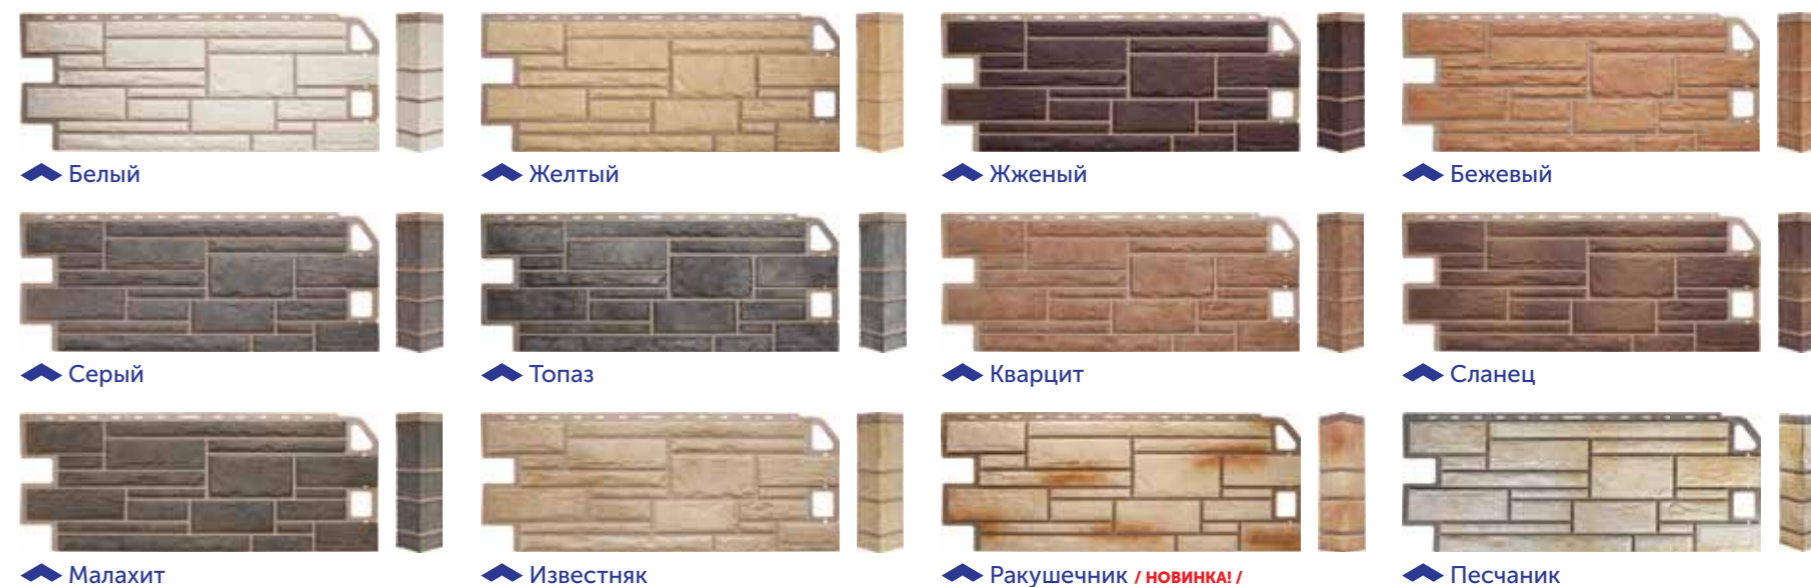 Белый
Желтый
Жженый
Бежевый
Серый
Топаз
Кварцит
Сланец
Малахит
Известняк
Ракушечник / НОВИНКА! /
Песчаник